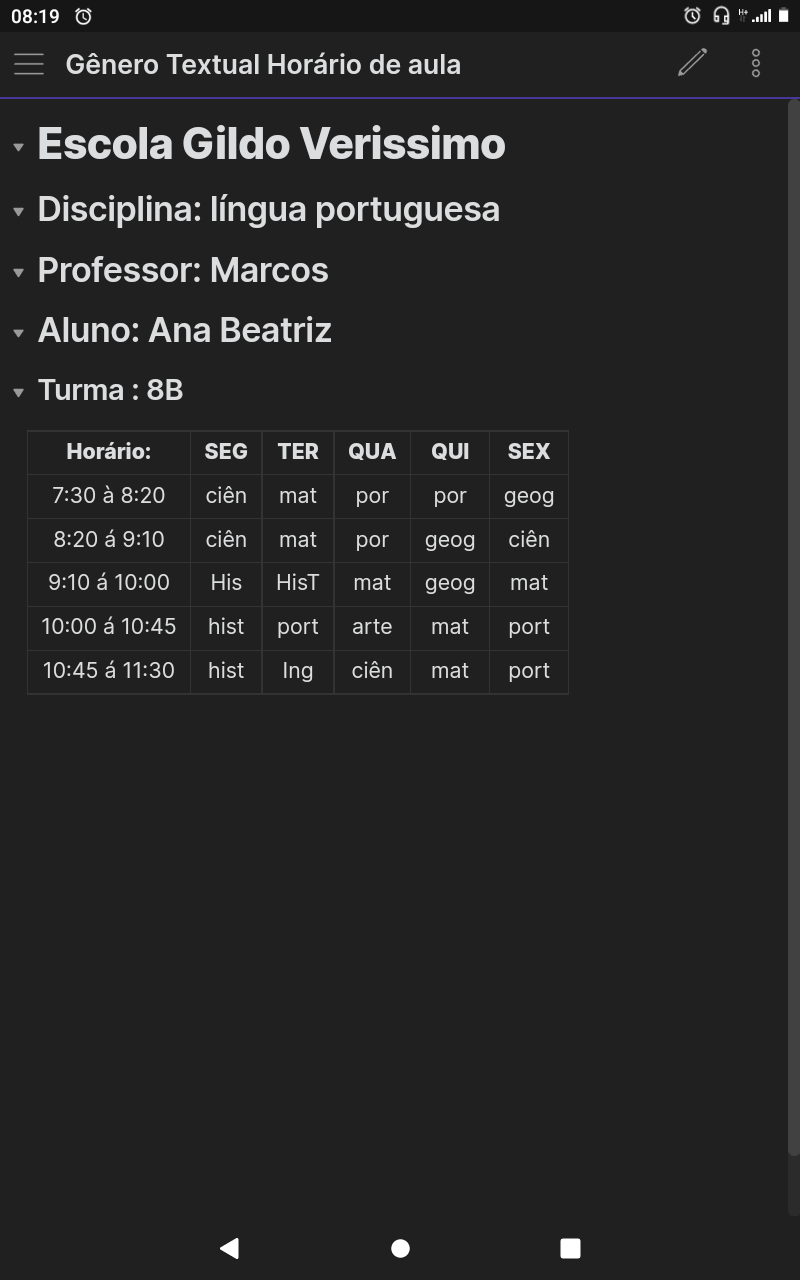 08:19
H+
Gênero Textual Horário de aula
Escola Gildo Verissimo
Disciplina: língua portuguesa
Professor: Marcos
Aluno: Ana Beatriz
Turma : 8B
Horário: SEG TER QUA QUI SEX
7:30 à 8:20 ciên mat por por geog
8:20 á 9:10 ciên mat por geog ciên
9:10 á 10:00 His HisT mat geog mat
10:00 á 10:45 hist port arte mat port
10:45 á 11:30 hist Ing ciên mat port